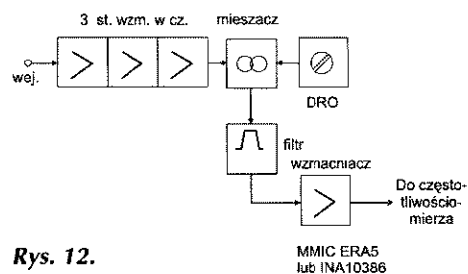 3 st. wzm. w cz.
mieszacz
wej.
DRO
filtr
wzmacniacz
Do często-
tliwościo-
mierza
MMIC ERA5
lub INA10386
Rys. 12.